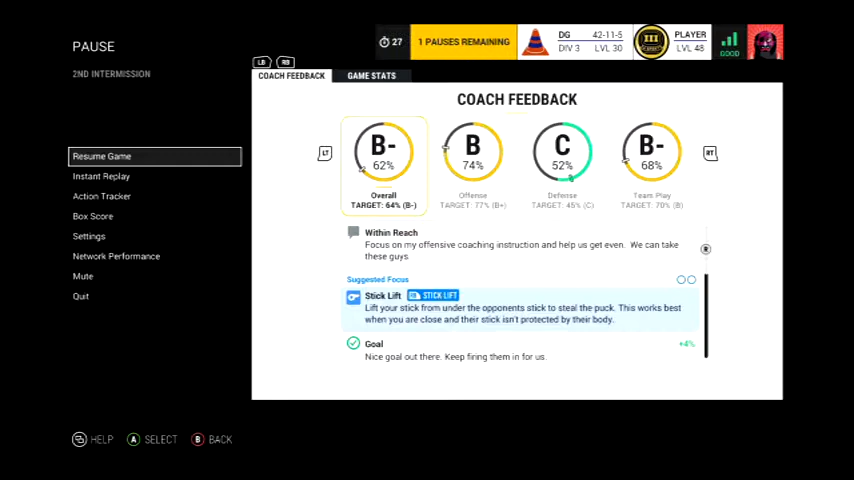 PAUSE
2ND INTERMISSION
27
1 PAUSES REMAINING
DG 42-11-5
DIV 3 LVL 30
III
PLAYER
LVL 48
GOOD
LB RB
COACH FEEDBACK GAME STATS
COACH FEEDBACK
LT
B- B C B-
62% 74% 52% 68%
RT
Overall Offense Defense Team Play
TARGET: 64% (B-) TARGET: 77% (B+) TARGET: 45% (C) TARGET: 70% (B)
Resume Game
Instant Replay
Action Tracker
Box Score
Settings
Network Performance
Mute
Quit
Within Reach
Focus on my offensive coaching instruction and help us get even. We can take
these guys.
R
Suggested Focus
Stick Lift STICK LIFT
Lift your stick from under the opponents stick to steal the puck. This works best
when you are close and their stick isn't protected by their body.
Goal +4%
Nice goal out there. Keep firing them in for us.
HELP A SELECT B BACK